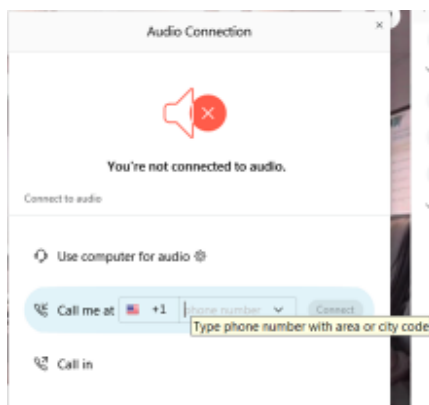 Audio Connection
You're not connected to audio.
Connect to audio
Use computer for audio
Call me at +1 phone number Connect
Type phone number with area or city code
Call in